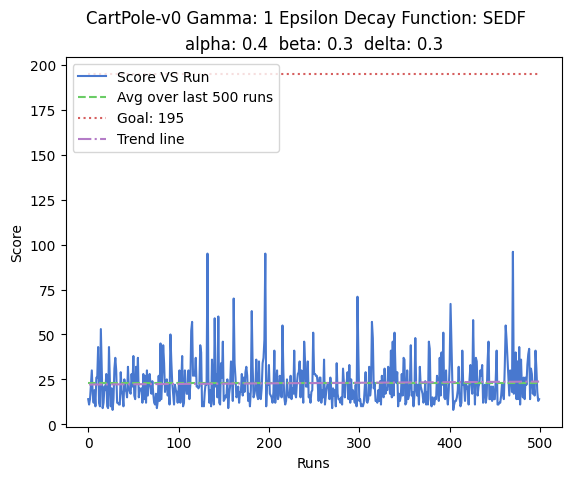 CartPole-v0 Gamma: 1 Epsilon Decay Function: SEDF
alpha: 0.4 beta: 0.3 delta: 0.3
Score VS Run
Avg over last 500 runs
Goal: 195
Trend line
200
175
150
125
100
75
50
25
0
Score
0
100
200
300
400
500
Runs